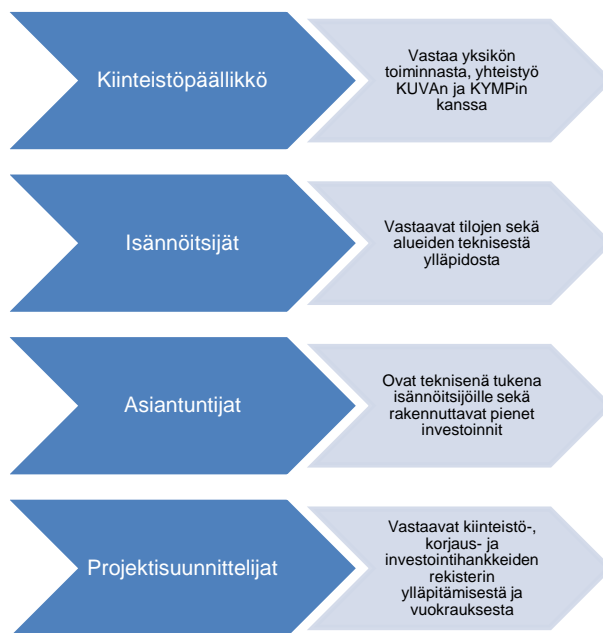 Kiinteistöpäällikkö
Vastaa yksikön
toiminnasta, yhteistyö
KUVAn ja KYMPin
kanssa
Isännöitsijät
Vastaavat tilojen sekä
alueiden teknisestä
ylläpidosta
Asiantuntijat
Ovat teknisenä tukena
isännöitsijöille sekä
rakennuttavat pienet
investoinnit
Projektisuunnittelijat
Vastaavat kiinteistö-,
korjaus- ja
investointihankkeiden
rekisterin
ylläpitämisestä ja
vuokrauksesta